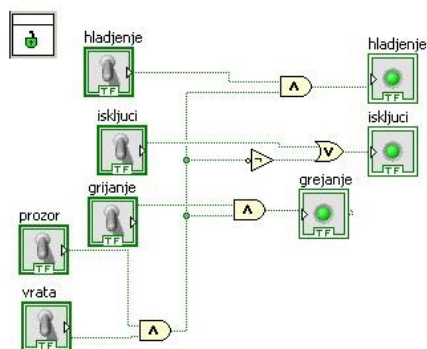 hladjenje
hladjenje
TF
TF
iskljuci
iskljuci
TF
TF
grijanje
grejanje
TF
TF
prozor
TF
vrata
TF